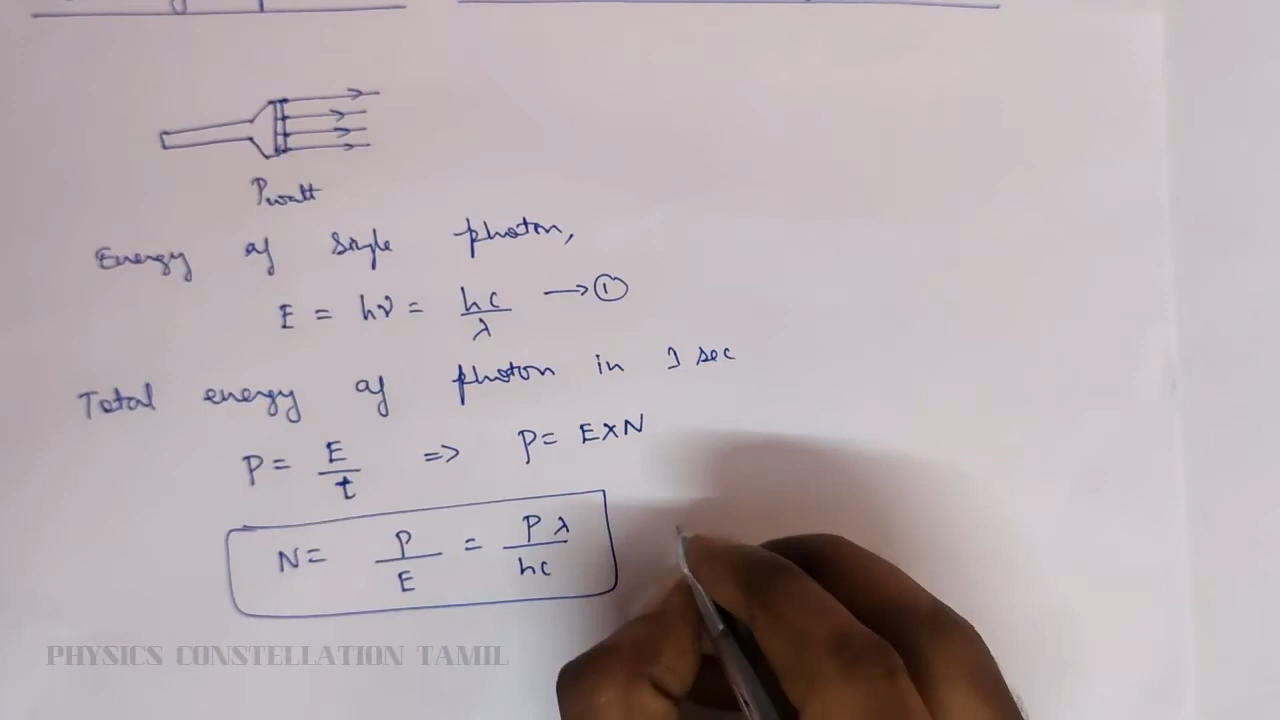 Pwatt
Energy of single photon,
E = hν = hc/λ → ①
Total energy of photon in 1 sec
P = E/t => P = E×N
N = P/E = Pλ/hc
PHYSICS CONSTELLATION TAMIL